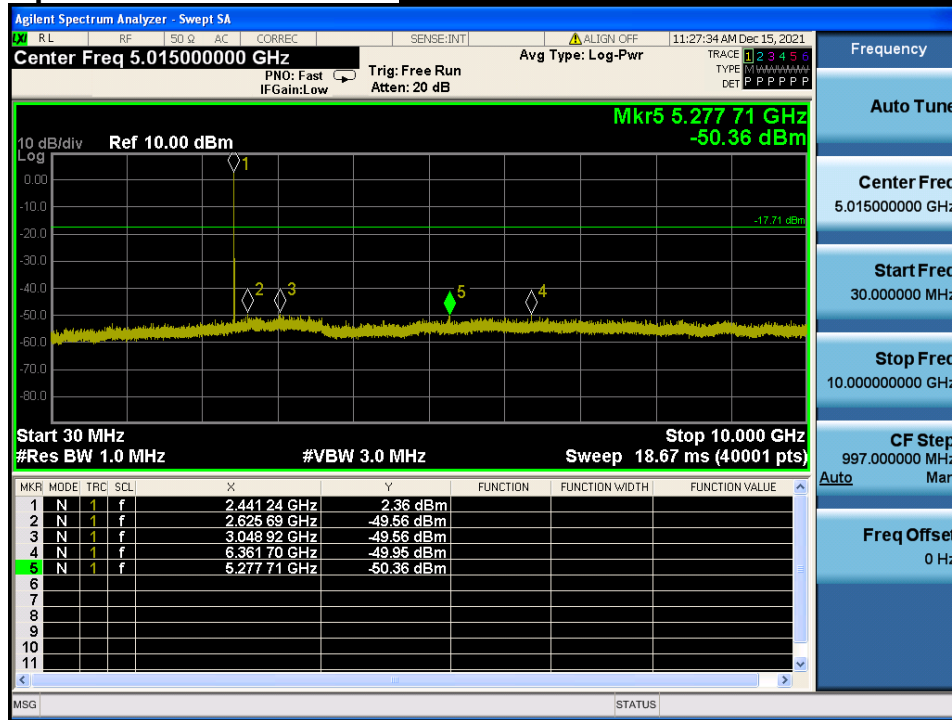 Agilent Spectrum Analyzer - Swept SA
LXI RL RF 50 Ω AC CORREC SENSE:INT ALIGN OFF 11:27:34 AM Dec 15, 2021
Center Freq 5.015000000 GHz
PNO: Fast
IFGain:Low
Trig: Free Run
Atten: 20 dB
Avg Type: Log-Pwr
TRACE 1 2 3 4 5 6
TYPE M
DET P P P P P P
Mkr5 5.277 71 GHz
-50.36 dBm
10 dB/div Ref 10.00 dBm
Log
0.00
-10.0
-20.0
-30.0
-40.0
-50.0
-60.0
-70.0
-80.0
-17.71 dBm
1
2
3
5
4
Start 30 MHz
Stop 10.000 GHz
#Res BW 1.0 MHz
#VBW 3.0 MHz
Sweep 18.67 ms (40001 pts)
MKR MODE TRC SCL X Y FUNCTION FUNCTION WIDTH FUNCTION VALUE
1 N 1 f 2.441 24 GHz 2.36 dBm
2 N 1 f 2.625 69 GHz -49.56 dBm
3 N 1 f 3.048 92 GHz -49.56 dBm
4 N 1 f 6.361 70 GHz -49.95 dBm
5 N 1 f 5.277 71 GHz -50.36 dBm
6
7
8
9
10
11
MSG
STATUS
Frequency
Auto Tune
Center Freq
5.015000000 GHz
Start Freq
30.000000 MHz
Stop Freq
10.000000000 GHz
CF Step
997.000000 MHz
Auto Man
Freq Offset
0 Hz